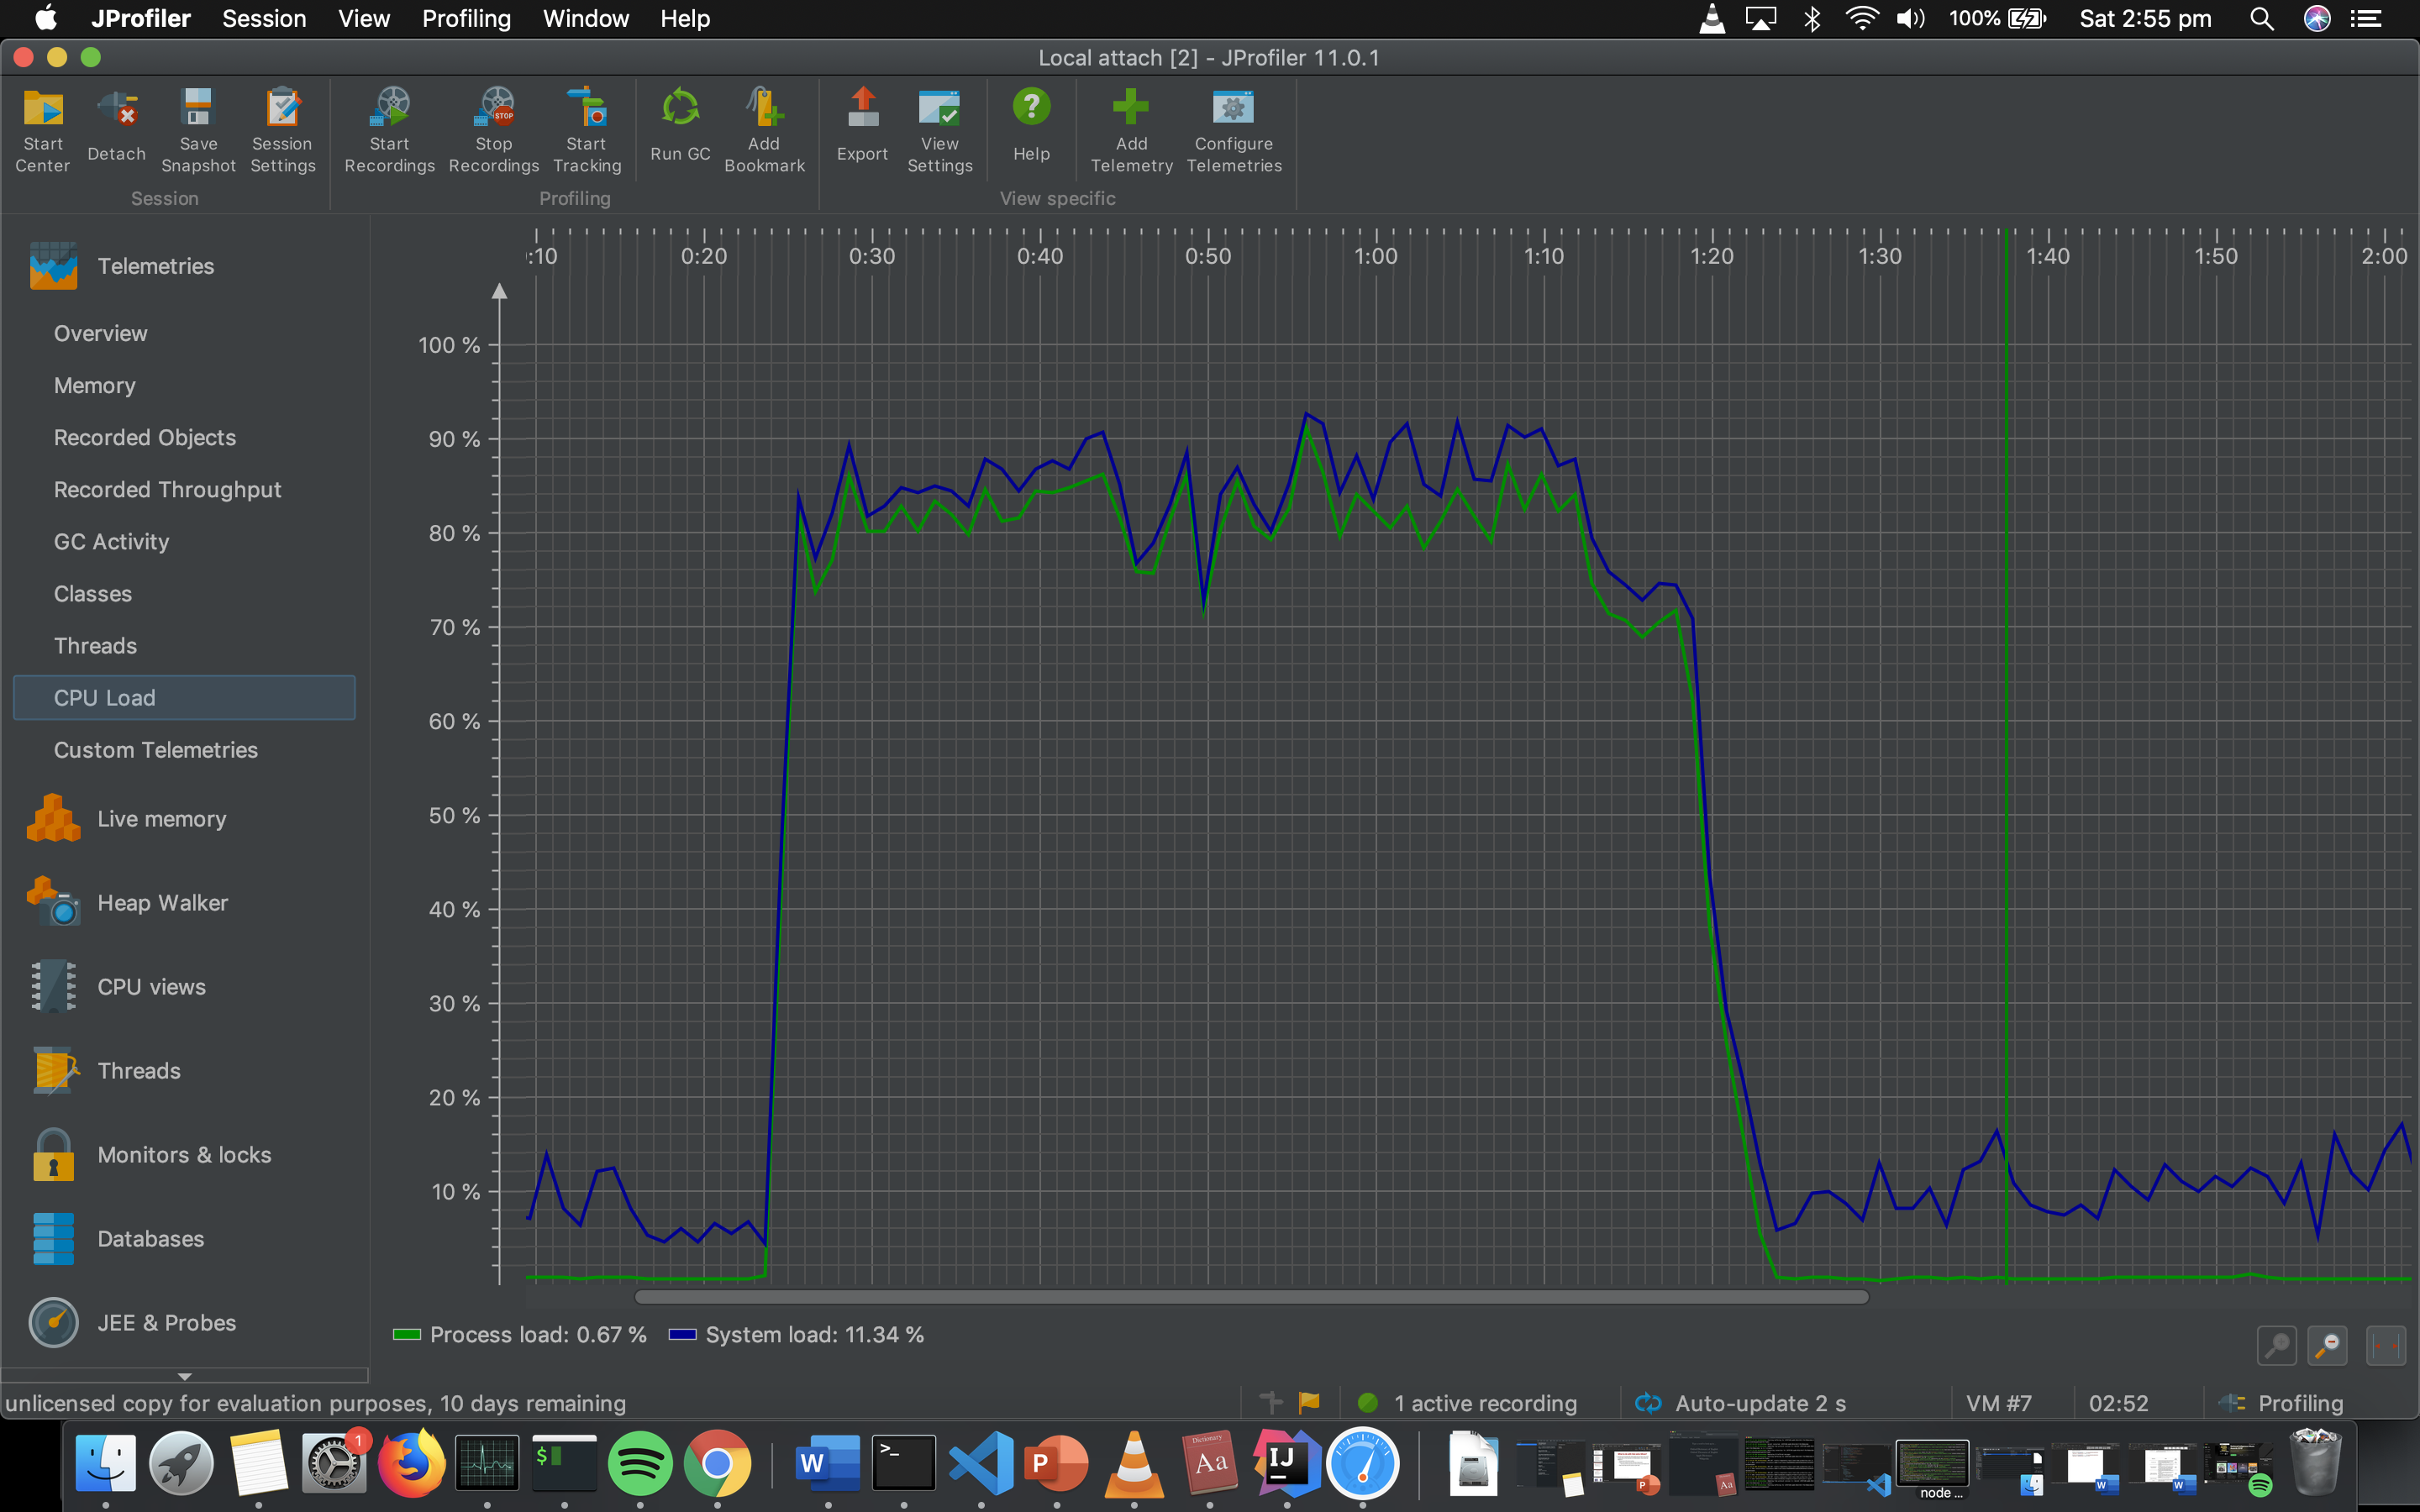 JProfiler Session View Profiling Window Help 100% Sat 2:55 pm
Local attach [2] - JProfiler 11.0.1
Start Center
Detach
Save Snapshot
Session Settings
Start Recordings
Stop Recordings
Start Tracking
Run GC
Add Bookmark
Export
View Settings
Help
Add Telemetry
Configure Telemetries
Session Profiling View specific
Telemetries
Overview
Memory
Recorded Objects
Recorded Throughput
GC Activity
Classes
Threads
CPU Load
Custom Telemetries
Live memory
Heap Walker
CPU views
Threads
Monitors & locks
Databases
JEE & Probes
:10 0:20 0:30 0:40 0:50 1:00 1:10 1:20 1:30 1:40 1:50 2:00
100 %
90 %
80 %
70 %
60 %
50 %
40 %
30 %
20 %
10 %
Process load: 0.67 % System load: 11.34 %
unlicensed copy for evaluation purposes, 10 days remaining 1 active recording Auto-update 2 s VM #7 02:52 Profiling
STOP
1
$
W
>_
P
Dictionary
Aa
IJ
node ...